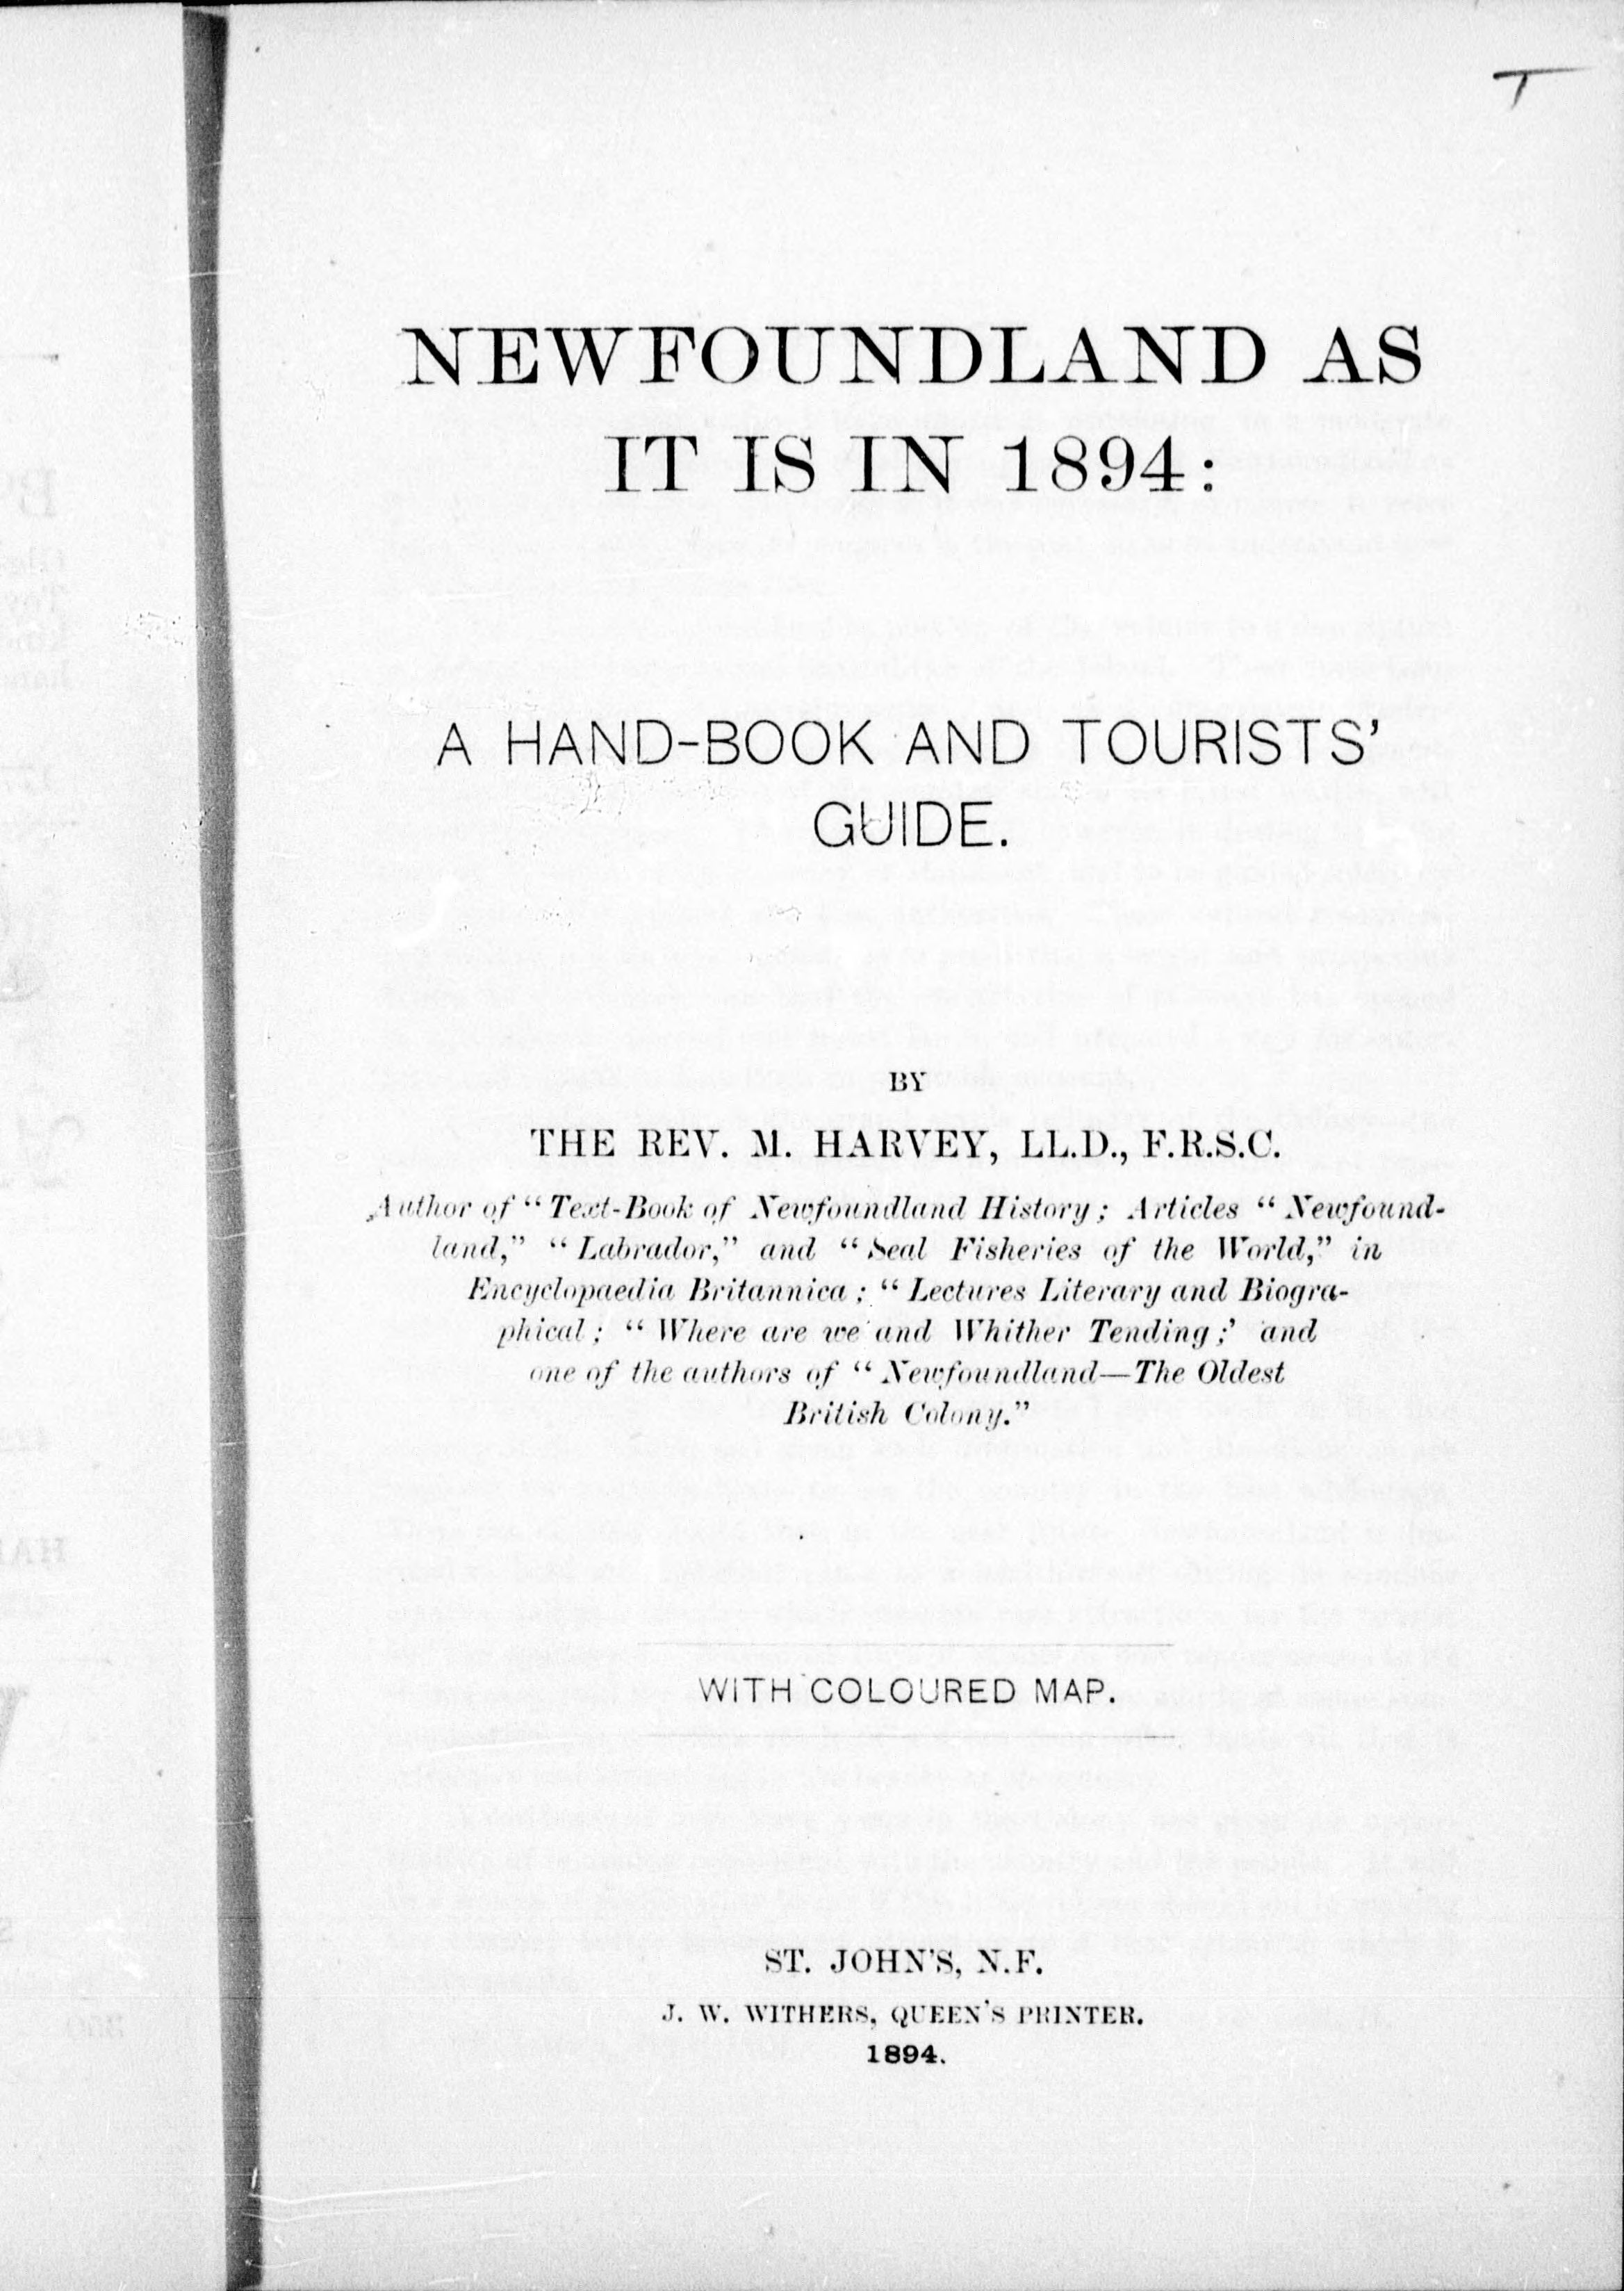 T
NEWFOUNDLAND AS
IT IS IN 1894:
A HAND-BOOK AND TOURISTS'
GUIDE.
BY
THE REV. M. HARVEY, LL.D., F.R.S.C.
Author of " Text-Book of Newfoundland History ; Articles " Newfound-
land," " Labrador," and " Seal Fisheries of the World," in
Encyclopaedia Britannica ; " Lectures Literary and Biogra-
phical ; " Where are we and Whither Tending ;' and
one of the authors of " Newfoundland—The Oldest
British Colony."
WITH COLOURED MAP.
ST. JOHN'S, N.F.
J. W. WITHERS, QUEEN'S PRINTER.
1894.